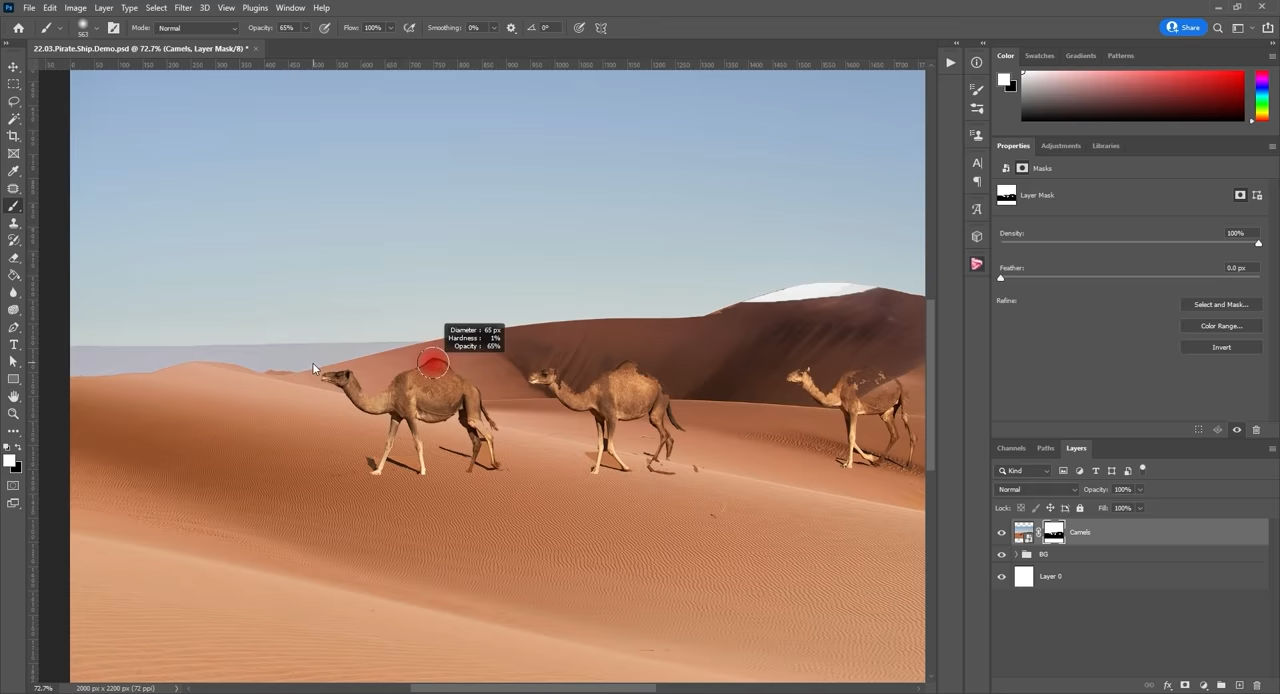 Ps File Edit Image Layer Type Select Filter 3D View Plugins Window Help
563 Mode: Normal Opacity: 65% Flow: 100% Smoothing: 0% 0° Share
22.03.Pirate.Ship.Demo.psd @ 72.7% (Camels, Layer Mask/8) *
Color Swatches Gradients Patterns
Properties Adjustments Libraries
Masks
Layer Mask
Density: 100%
Feather: 0.0 px
Refine: Select and Mask...
Color Range...
Invert
Diameter : 65 px
Hardness : 1%
Opacity : 65%
Channels Paths Layers
Kind
Normal Opacity: 100%
Lock: Fill: 100%
Camels
BG
Layer 0
72.7% 2000 px x 2200 px (72 ppi)